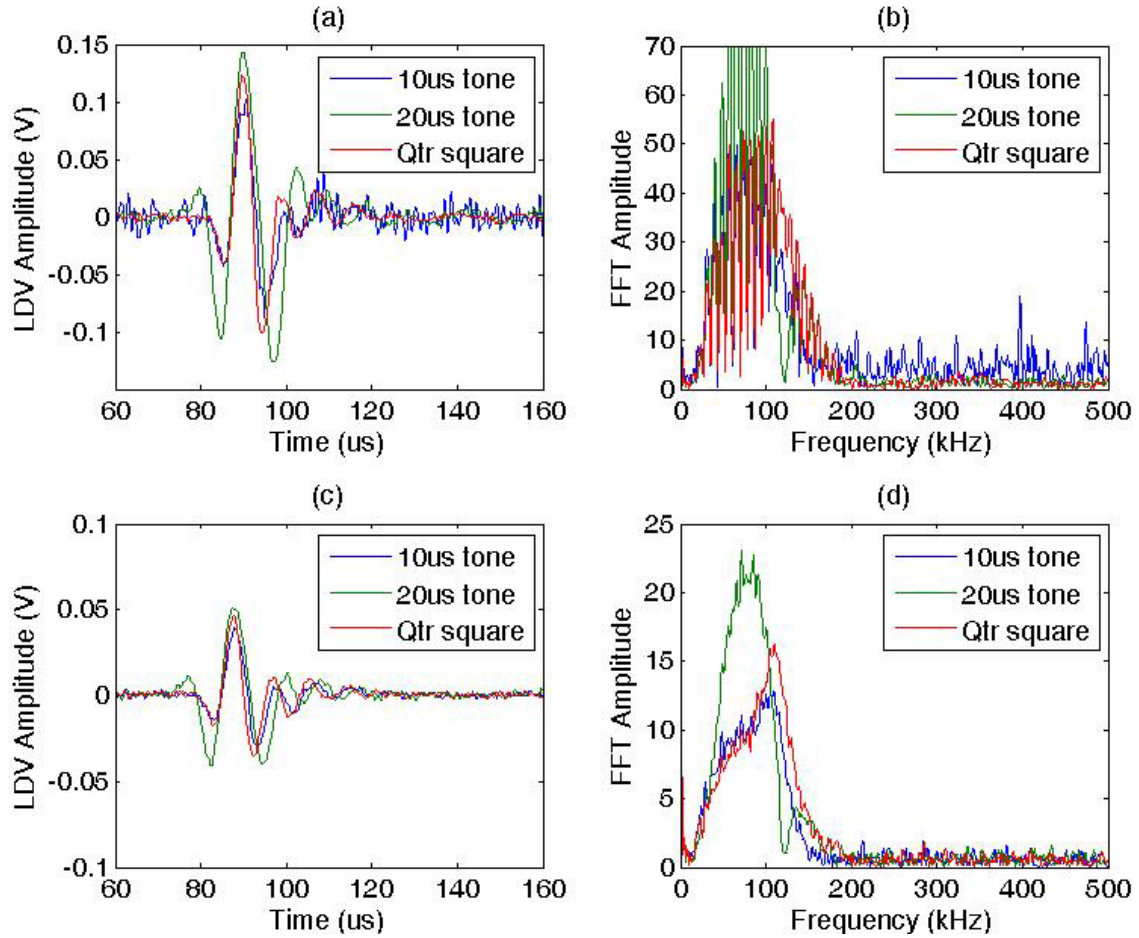 (a)
LDV Amplitude (V)
0.15
0.1
0.05
0
-0.05
-0.1
60 80 100 120 140 160
Time (us)
10us tone
20us tone
Qtr square
(b)
FFT Amplitude
70
60
50
40
30
20
10
0
0 100 200 300 400 500
Frequency (kHz)
10us tone
20us tone
Qtr square
(c)
LDV Amplitude (V)
0.1
0.05
0
-0.05
-0.1
60 80 100 120 140 160
Time (us)
10us tone
20us tone
Qtr square
(d)
FFT Amplitude
25
20
15
10
5
0
0 100 200 300 400 500
Frequency (kHz)
10us tone
20us tone
Qtr square